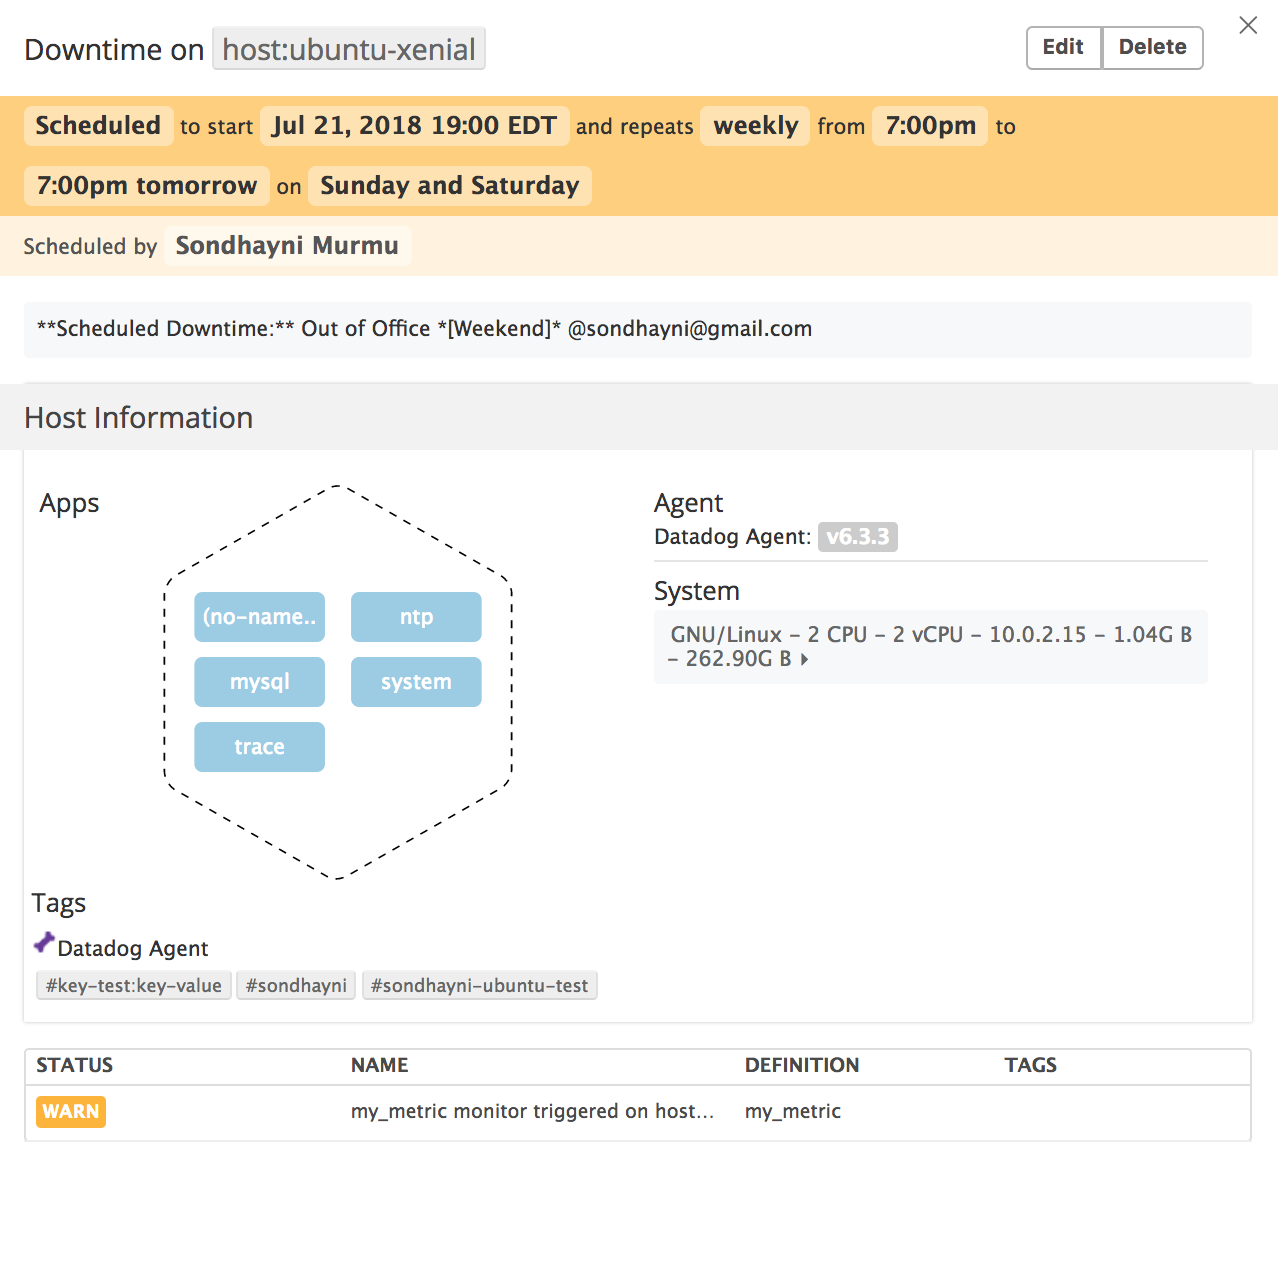 Downtime on host:ubuntu-xenial
Edit Delete
Scheduled to start Jul 21, 2018 19:00 EDT and repeats weekly from 7:00pm to
7:00pm tomorrow on Sunday and Saturday
Scheduled by Sondhayni Murmu
**Scheduled Downtime:** Out of Office *[Weekend]* @sondhayni@gmail.com
Host Information
Apps
(no-name..
ntp
mysql
system
trace
Agent
Datadog Agent: v6.3.3
System
GNU/Linux – 2 CPU – 2 vCPU – 10.0.2.15 – 1.04G B
– 262.90G B
Tags
Datadog Agent
#key-test:key-value #sondhayni #sondhayni-ubuntu-test
STATUS NAME DEFINITION TAGS
WARN my_metric monitor triggered on host... my_metric